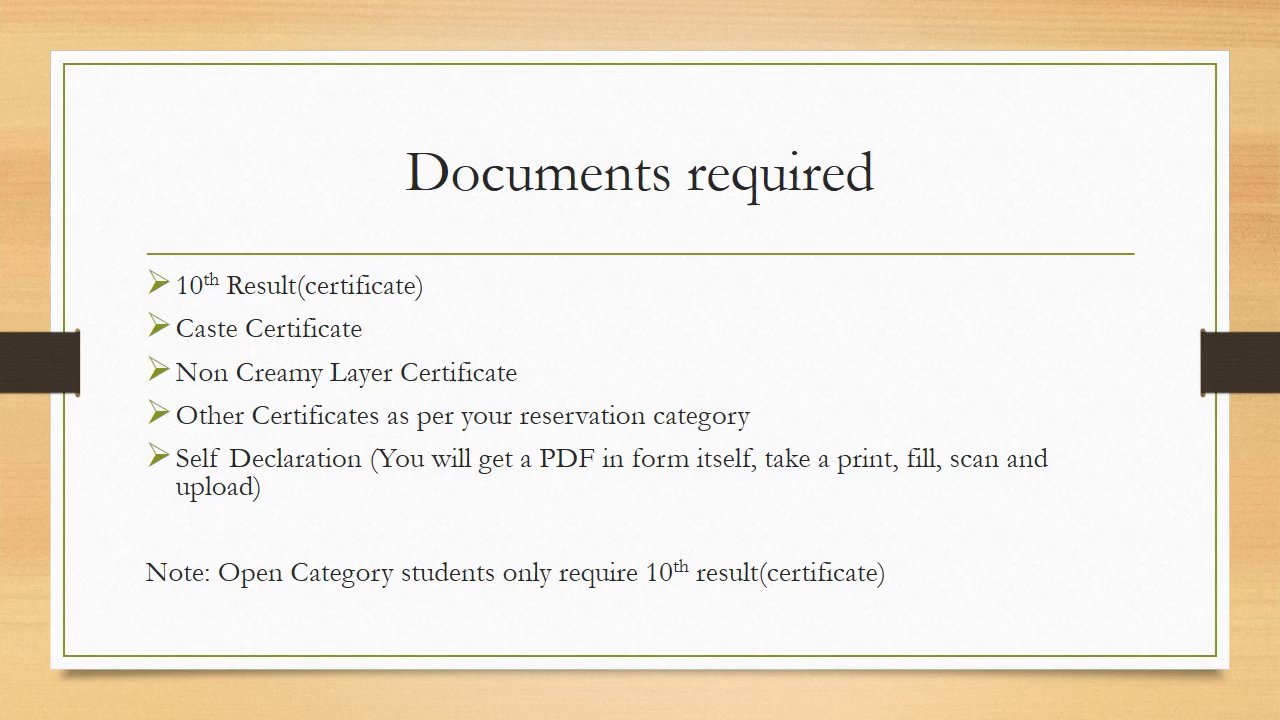 Documents required
10th Result(certificate)
Caste Certificate
Non Creamy Layer Certificate
Other Certificates as per your reservation category
Self Declaration (You will get a PDF in form itself, take a print, fill, scan and
upload)
Note: Open Category students only require 10th result(certificate)